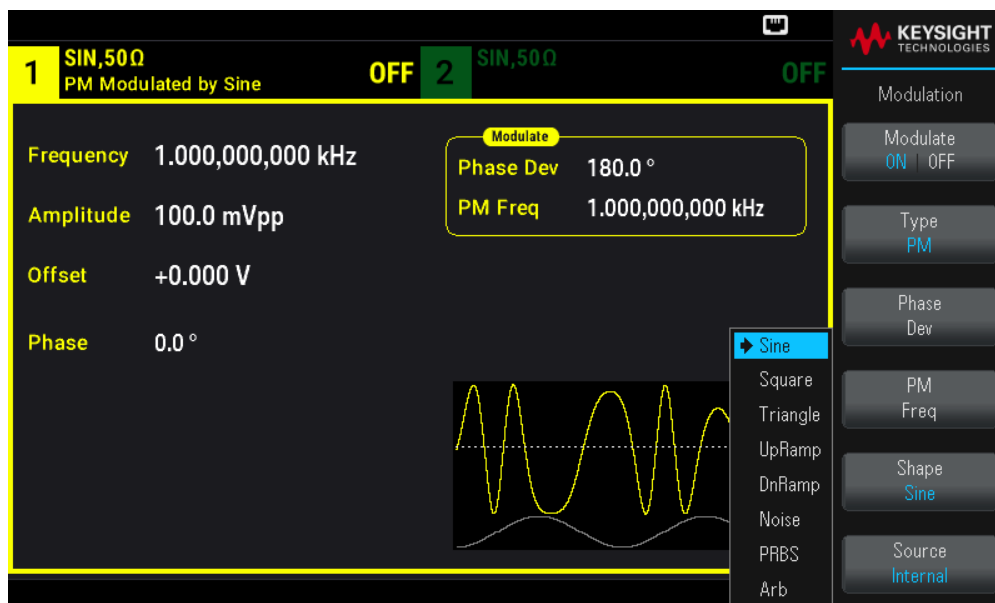 KEYSIGHT
TECHNOLOGIES
1 SIN,50Ω OFF
PM Modulated by Sine
2 SIN,50Ω OFF
Modulation
Frequency 1.000,000,000 kHz
Amplitude 100.0 mVpp
Offset +0.000 V
Phase 0.0 °
Modulate
Phase Dev 180.0 °
PM Freq 1.000,000,000 kHz
Sine
Square
Triangle
UpRamp
DnRamp
Noise
PRBS
Arb
Modulate
ON | OFF
Type
PM
Phase
Dev
PM
Freq
Shape
Sine
Source
Internal